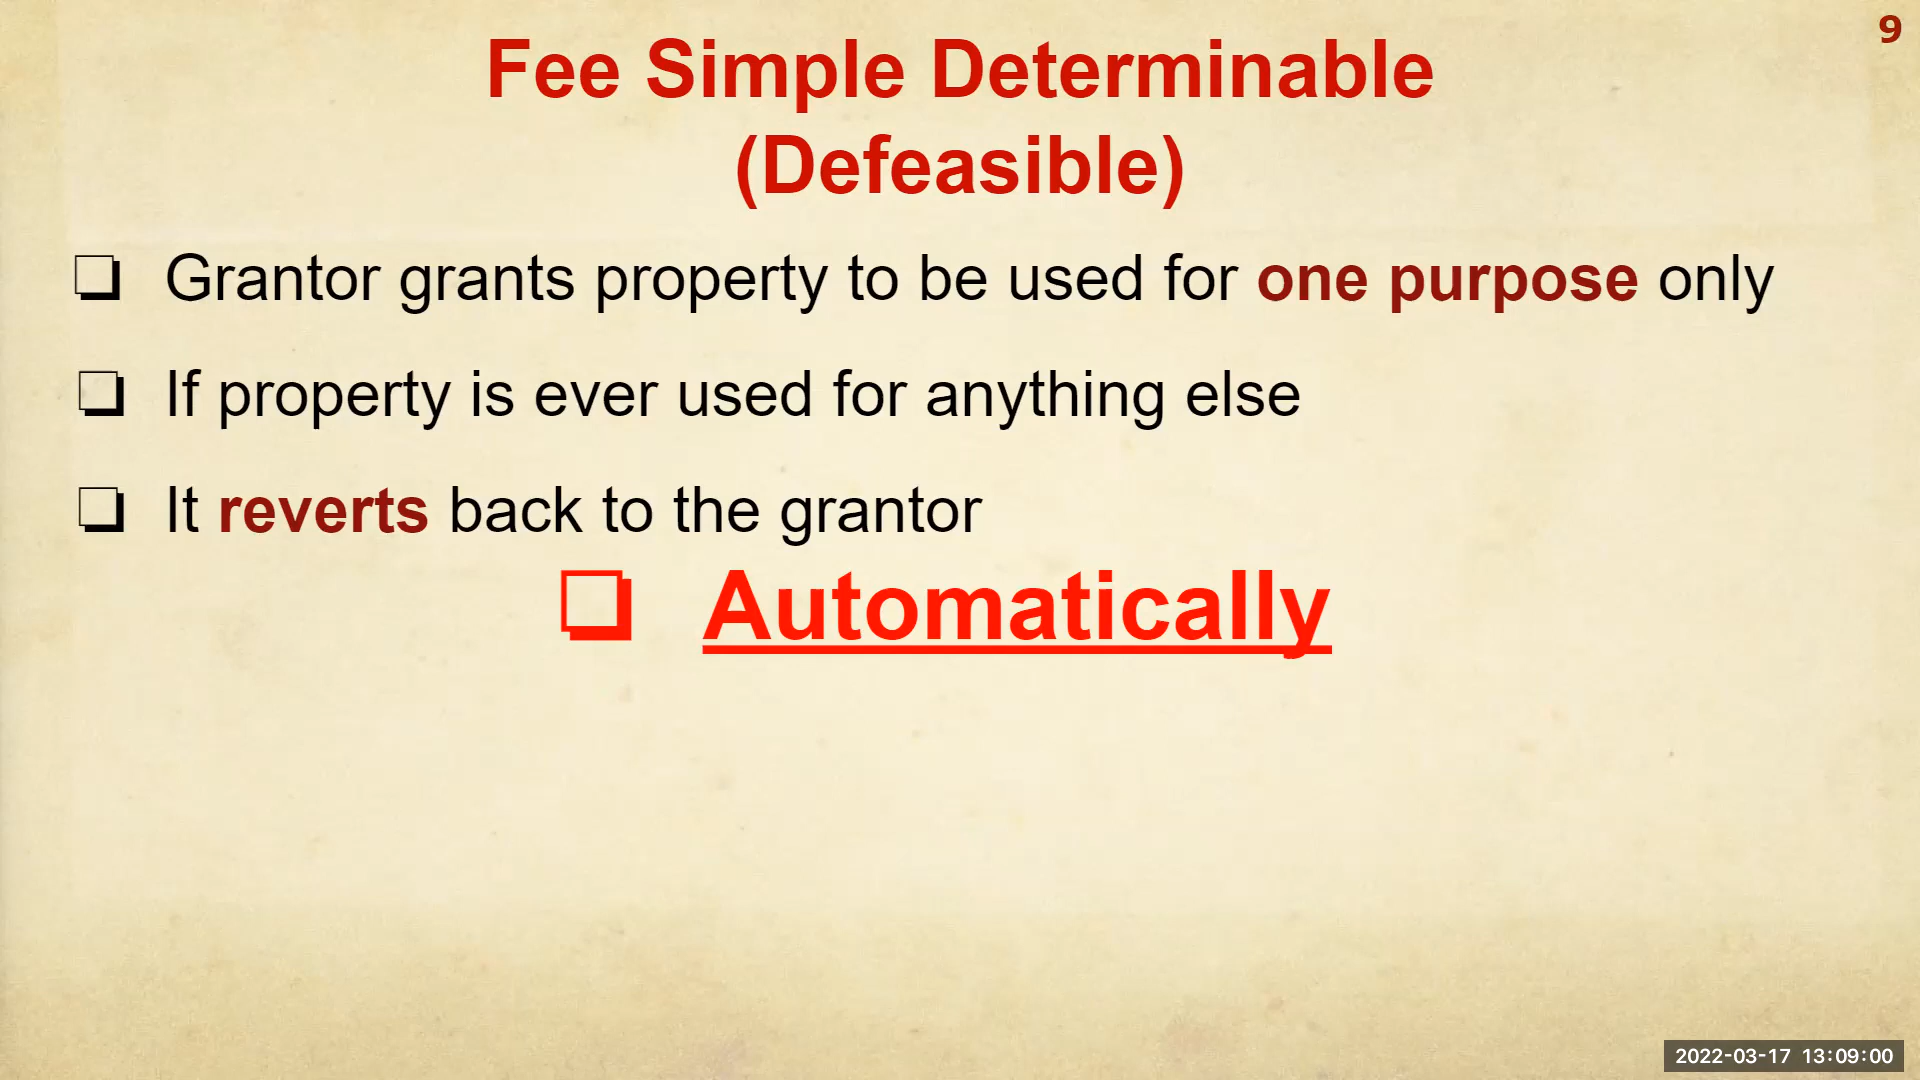 9
Fee Simple Determinable
(Defeasible)
❏ Grantor grants property to be used for one purpose only
❏ If property is ever used for anything else
❏ It reverts back to the grantor
❏ Automatically
2022-03-17 13:09:00